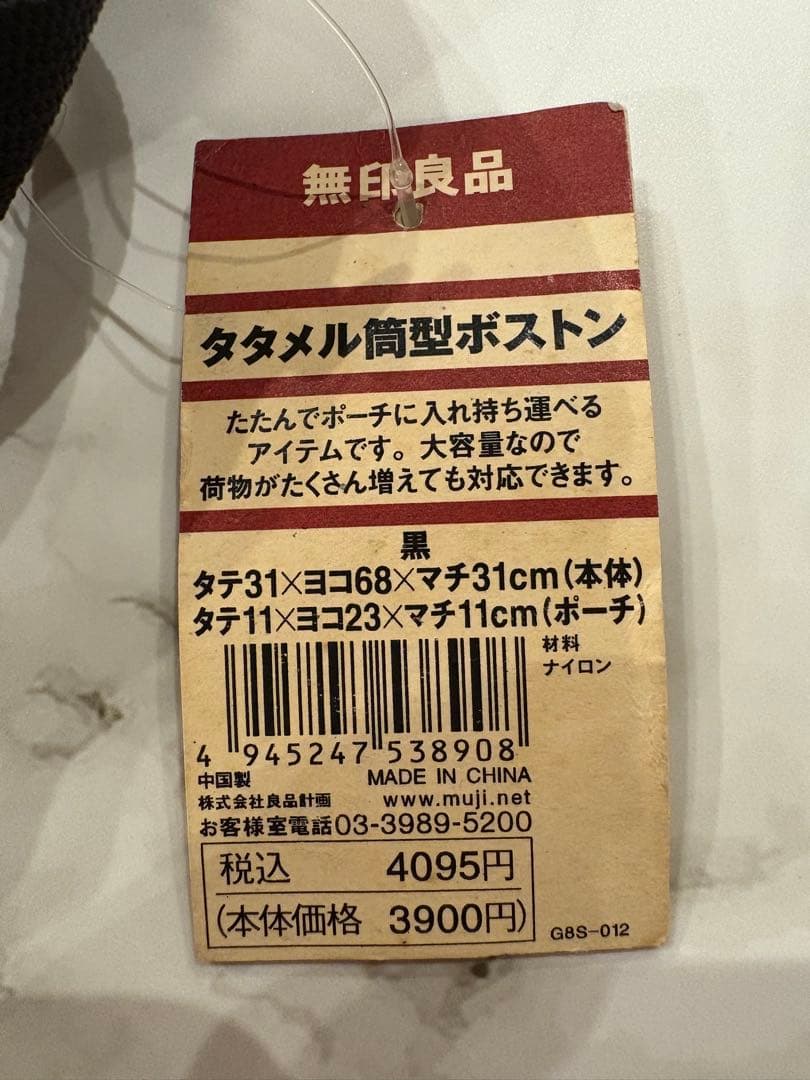 無印良品
タタメル筒型ボストン
たたんでポーチに入れ持ち運べる
アイテムです。大容量なので
荷物がたくさん増えても対応できます。
黒
タテ31×ヨコ68×マチ31cm(本体)
タテ11×ヨコ23×マチ11cm(ポーチ)
材料
ナイロン
4 945247 538908
中国製 MADE IN CHINA
株式会社良品計画 www.muji.net
お客様室電話03-3989-5200
税込 4095円
(本体価格 3900円)
G8S-012